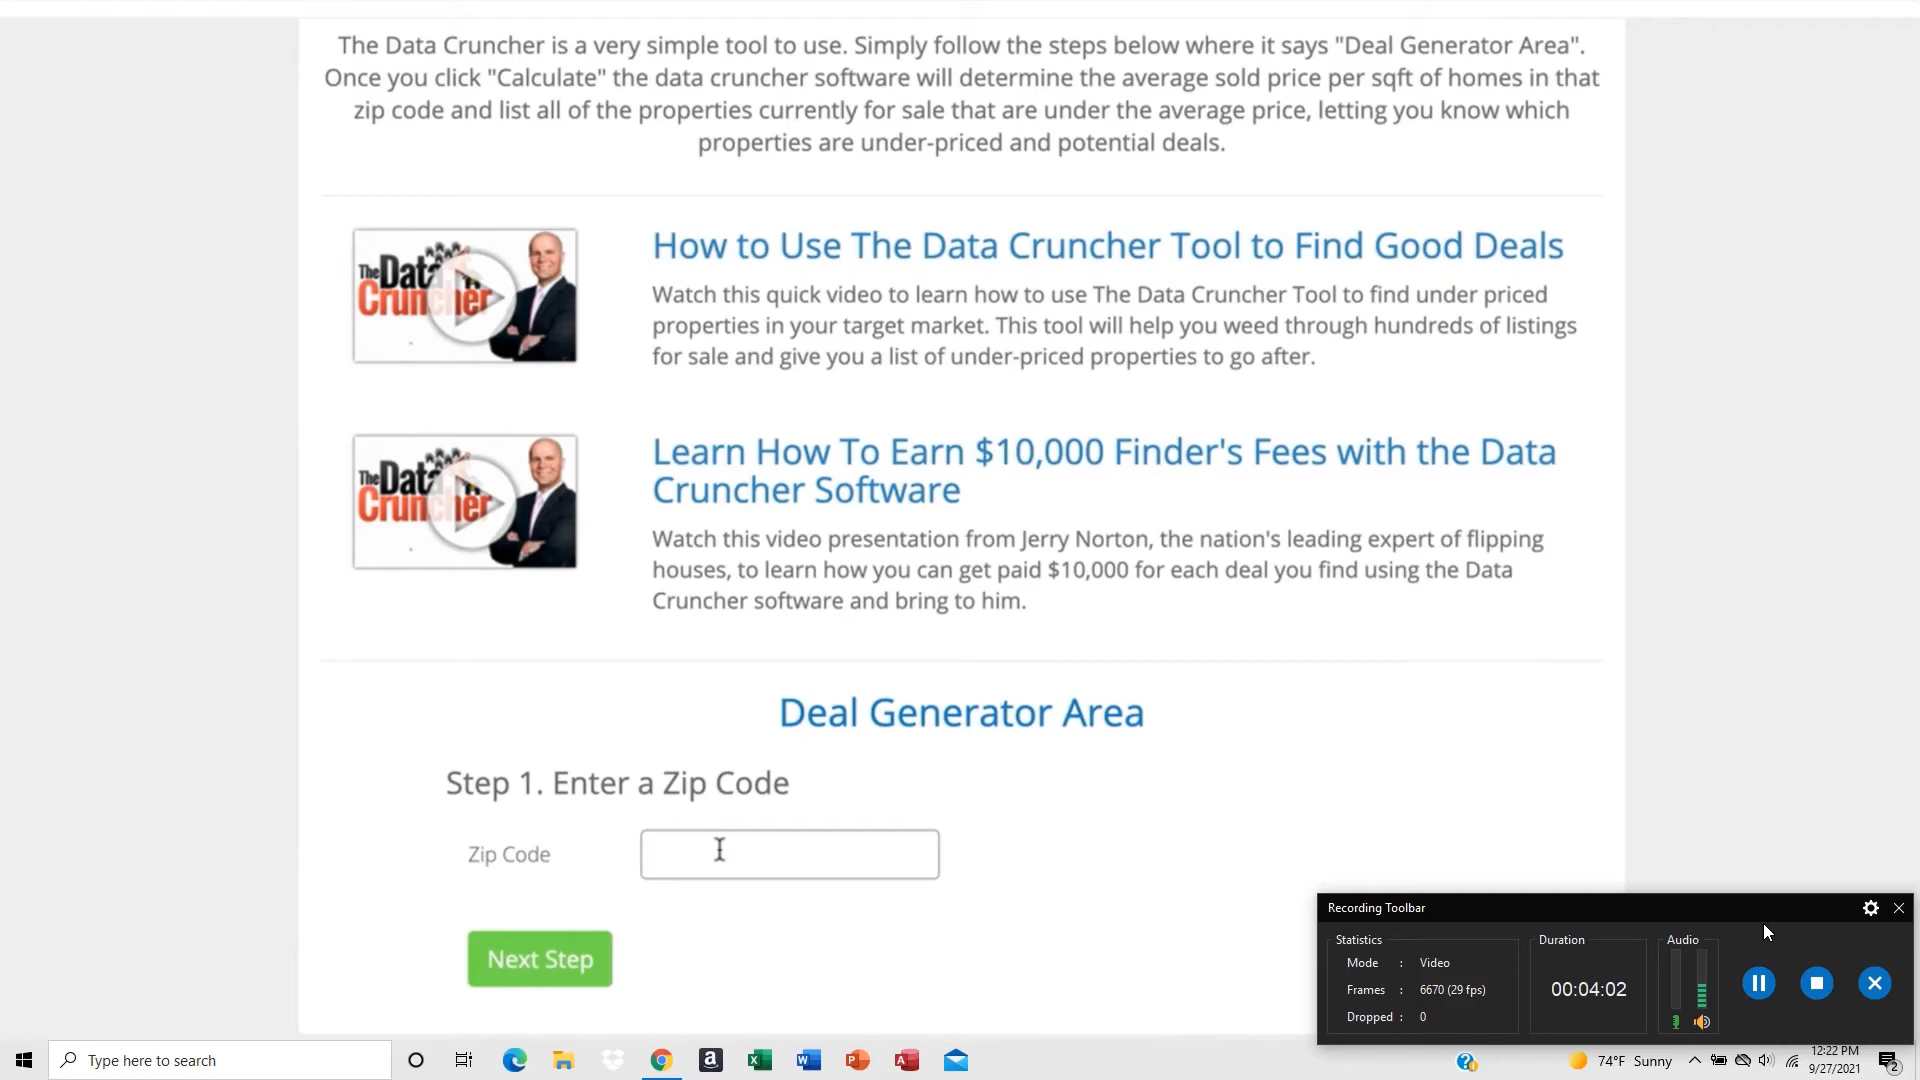 The Data Cruncher is a very simple tool to use. Simply follow the steps below where it says "Deal Generator Area".
Once you click "Calculate" the data cruncher software will determine the average sold price per sqft of homes in that
zip code and list all of the properties currently for sale that are under the average price, letting you know which
properties are under-priced and potential deals.
The Data
Cruncher
How to Use The Data Cruncher Tool to Find Good Deals
Watch this quick video to learn how to use The Data Cruncher Tool to find under priced
properties in your target market. This tool will help you weed through hundreds of listings
for sale and give you a list of under-priced properties to go after.
The Data
Cruncher
Learn How To Earn $10,000 Finder's Fees with the Data
Cruncher Software
Watch this video presentation from Jerry Norton, the nation's leading expert of flipping
houses, to learn how you can get paid $10,000 for each deal you find using the Data
Cruncher software and bring to him.
Deal Generator Area
Step 1. Enter a Zip Code
Zip Code
Next Step
Recording Toolbar
Statistics
Mode : Video
Frames : 6670 (29 fps)
Dropped : 0
Duration
00:04:02
Audio
Type here to search
74°F Sunny
12:22 PM
9/27/2021
2